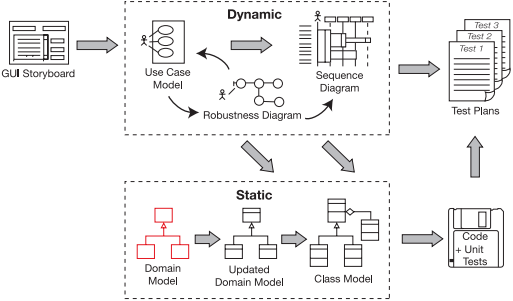 Dynamic
GUI Storyboard
Use Case
Model
Robustness Diagram
Sequence
Diagram
Test 3
Test 2
Test 1
Test Plans
Static
Domain
Model
Updated
Domain Model
Class Model
Code
+ Unit
Tests